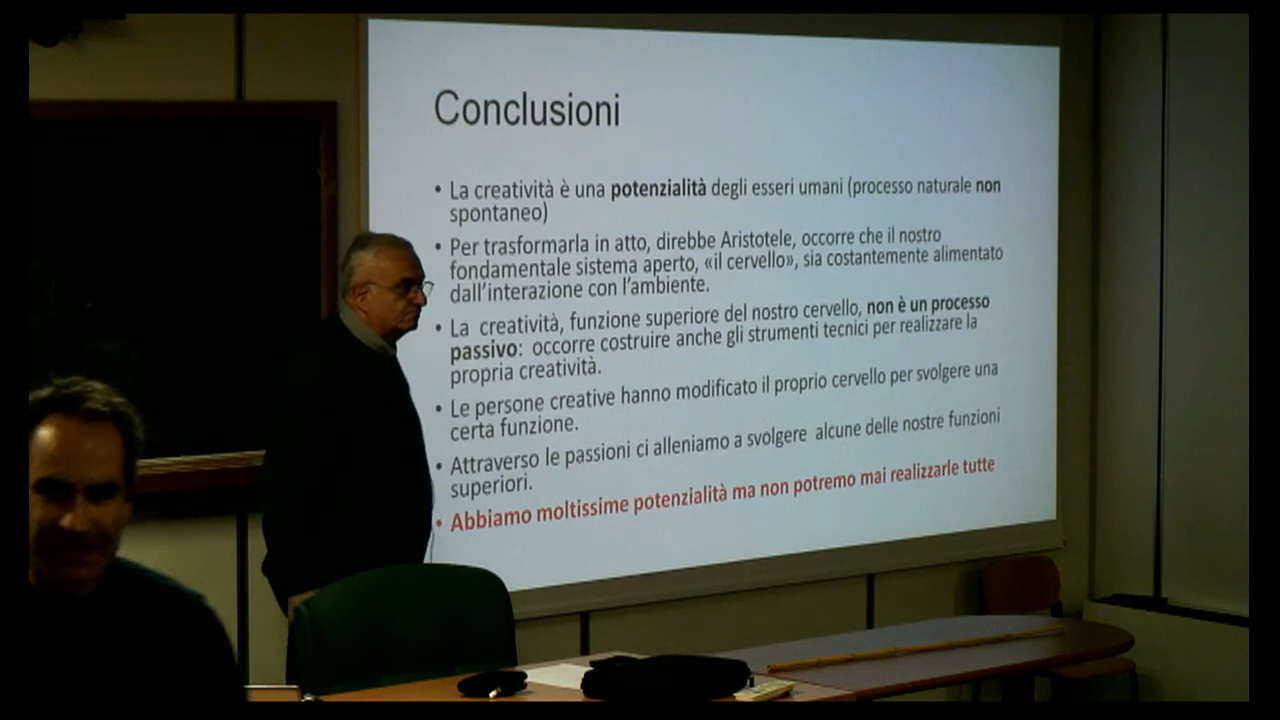 Conclusioni
• La creatività è una potenzialità degli esseri umani (processo naturale non
spontaneo)
• Per trasformarla in atto, direbbe Aristotele, occorre che il nostro
fondamentale sistema aperto, «il cervello», sia costantemente alimentato
dall'interazione con l'ambiente.
• La creatività, funzione superiore del nostro cervello, non è un processo
passivo: occorre costruire anche gli strumenti tecnici per realizzare la
propria creatività.
• Le persone creative hanno modificato il proprio cervello per svolgere una
certa funzione.
• Attraverso le passioni ci alleniamo a svolgere alcune delle nostre funzioni
superiori.
• Abbiamo moltissime potenzialità ma non potremo mai realizzarle tutte